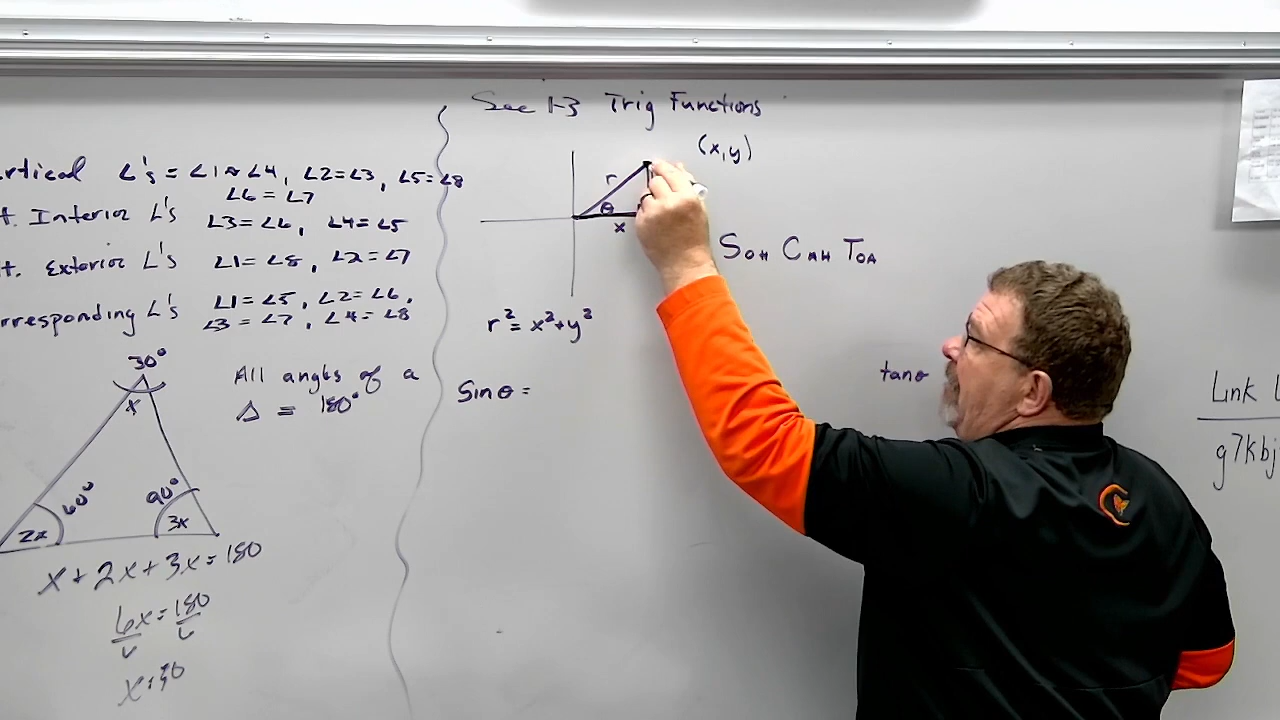 rtical ∠'s = ∠1≅∠4, ∠2=∠3, ∠5=∠8
∠6=∠7
t. Interior ∠'s ∠3=∠6, ∠4=∠5
t. Exterior ∠'s ∠1=∠8, ∠2=∠7
rresponding ∠'s ∠1=∠5, ∠2=∠6,
∠3=∠7, ∠4=∠8
30°
x
60°
2x
90°
3x
All angles of a
△ = 180°
x+2x+3x=180
6x=180
6 6
x=30
Sec 1-3 Trig Functions
(x,y)
r
θ
x
SOH CAH TOA
r²=x²+y²
Sinθ=
tanθ
Link
g7kbj
C